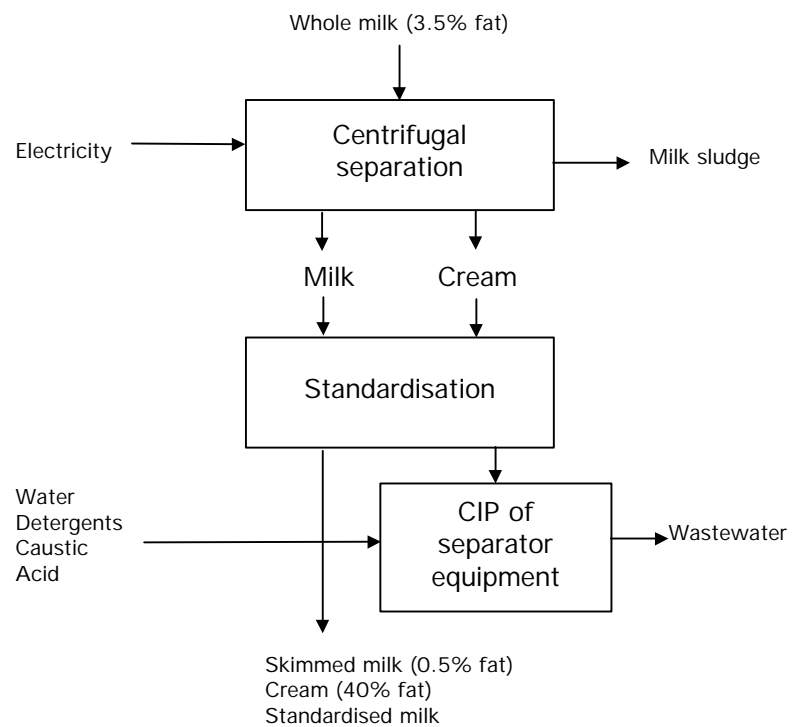 Whole milk (3.5% fat)
Electricity
Centrifugal
separation
Milk sludge
Milk
Cream
Standardisation
Water
Detergents
Caustic
Acid
CIP of
separator
equipment
Wastewater
Skimmed milk (0.5% fat)
Cream (40% fat)
Standardised milk